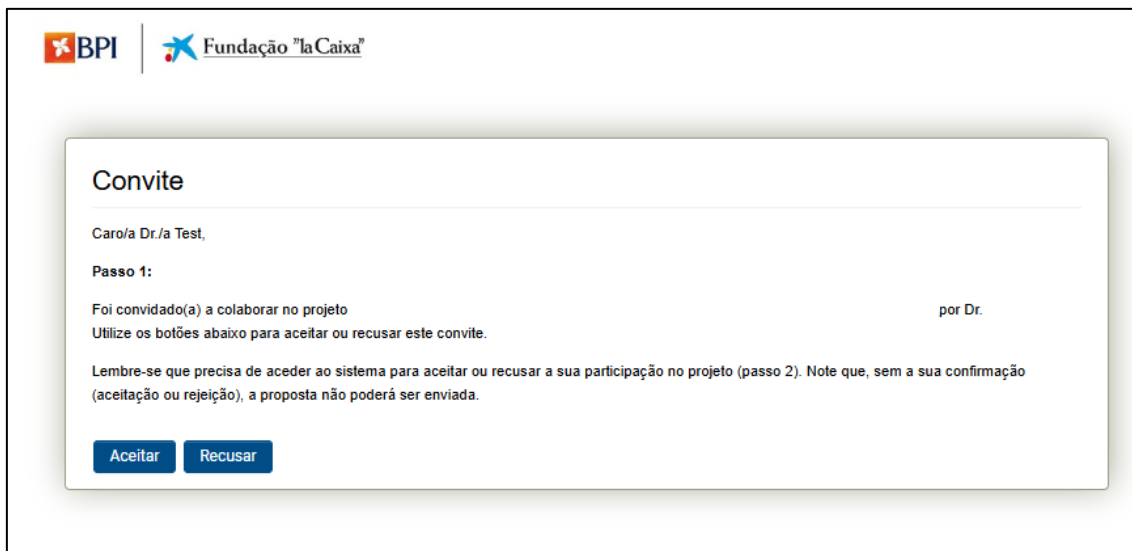 BPI
Fundação "la Caixa"
Convite
Caro/a Dr./a Test,
Passo 1:
Foi convidado(a) a colaborar no projeto por Dr.
Utilize os botões abaixo para aceitar ou recusar este convite.
Lembre-se que precisa de aceder ao sistema para aceitar ou recusar a sua participação no projeto (passo 2). Note que, sem a sua confirmação
(aceitação ou rejeição), a proposta não poderá ser enviada.
Aceitar Recusar